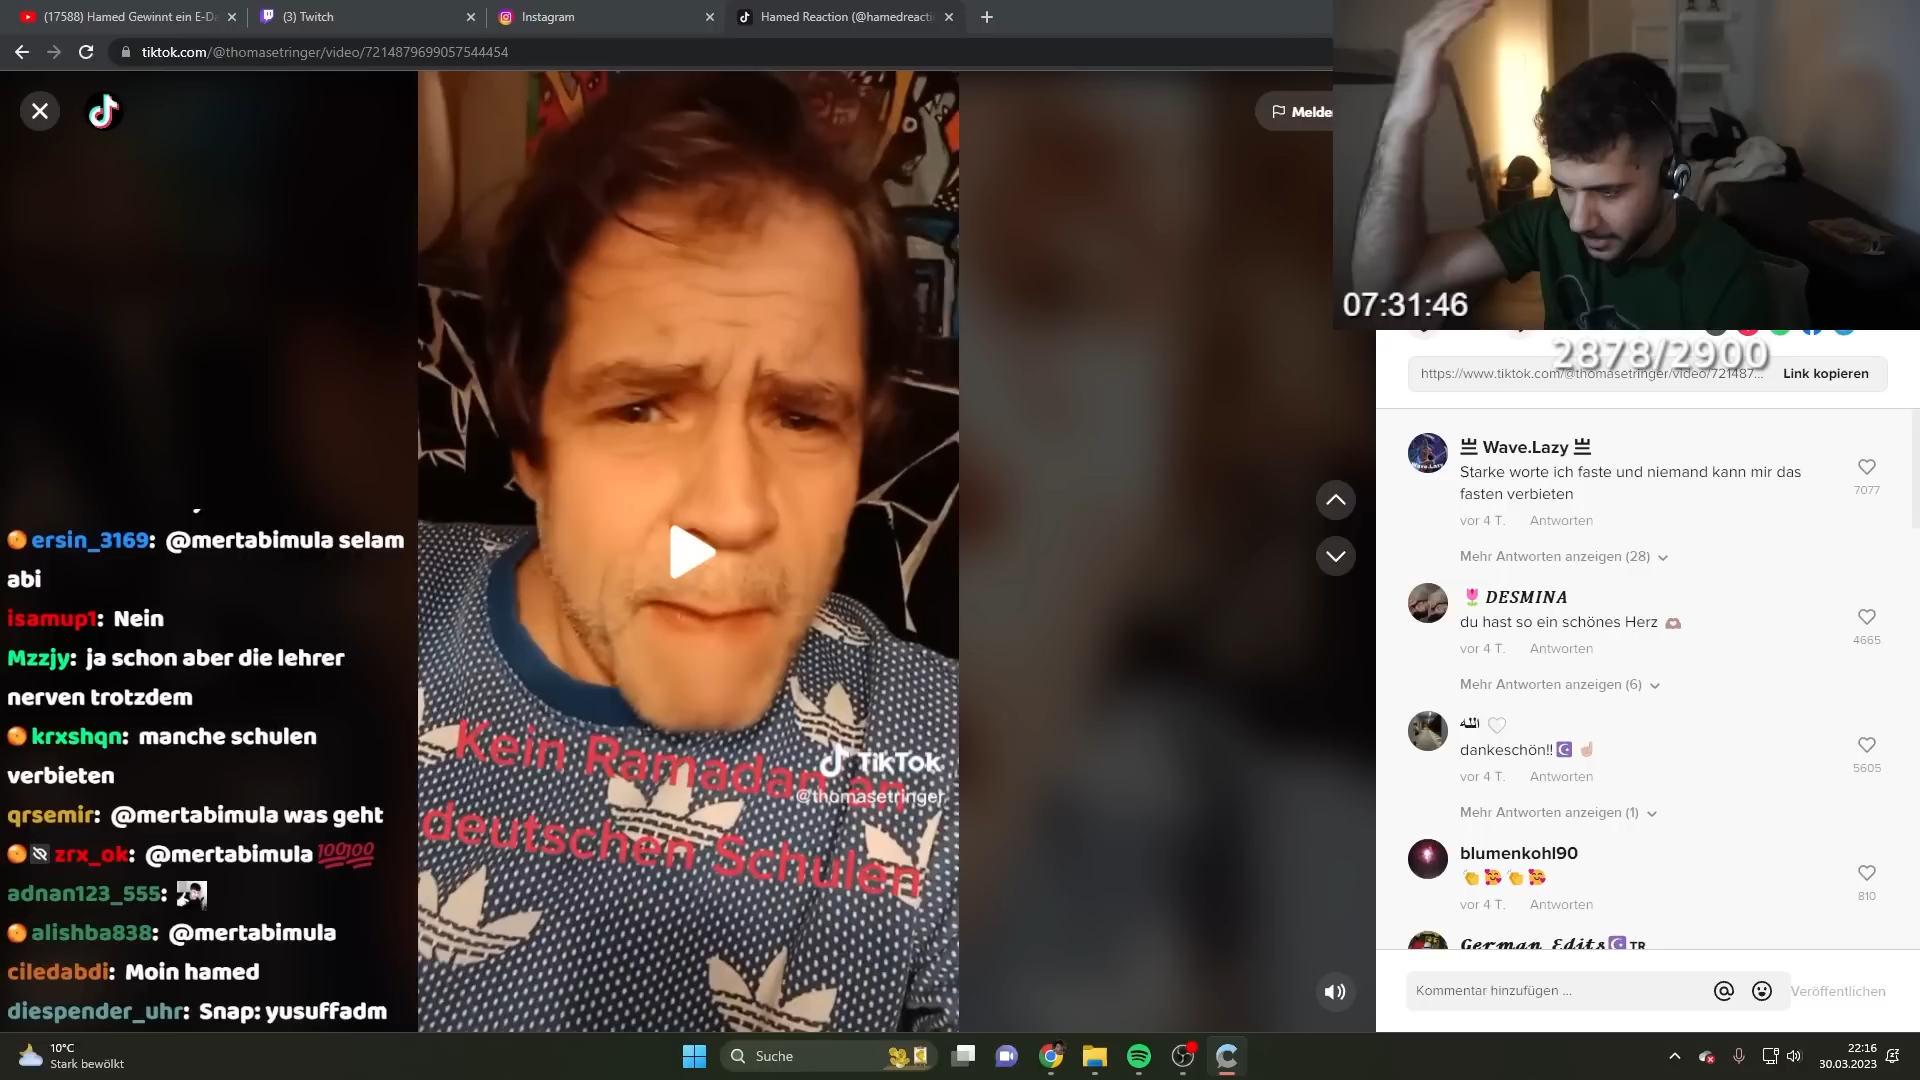 (17588) Hamed Gewinnt ein E-Da
(3) Twitch
Instagram
Hamed Reaction (@hamedreacti
tiktok.com/@thomasetringer/video/7214879699057544454
Melde
07:31:46
2878/2900
https://www.tiktok.com/@thomasetringer/video/721487...
Link kopieren
ersin_3169: @mertabimula selam
abi
isamup1: Nein
Mzzjy: ja schon aber die lehrer
nerven trotzdem
krxshqn: manche schulen
verbieten
qrsemir: @mertabimula was geht
zrx_ok: @mertabimula 💯💯
adnan123_555:
alishba838: @mertabimula
ciledabdi: Moin hamed
diespender_uhr: Snap: yusuffadm
Kein Ramadan an
deutschen Schulen
TikTok
@thomasetringer
Wave.Lazy
Starke worte ich faste und niemand kann mir das
fasten verbieten
7077
vor 4 T. Antworten
Mehr Antworten anzeigen (28)
🌷 DESMINA
du hast so ein schönes Herz 🫶🏽
4665
vor 4 T. Antworten
Mehr Antworten anzeigen (6)
الله 🤍
dankeschön!! ☪️ ☝🏼
5605
vor 4 T. Antworten
Mehr Antworten anzeigen (1)
blumenkohl90
👏 🥰 👏 🥰
810
vor 4 T. Antworten
German_Edits ☪️ TR
Kommentar hinzufügen ...
Veröffentlichen
10°C
Stark bewölkt
Suche
22:16
30.03.2023